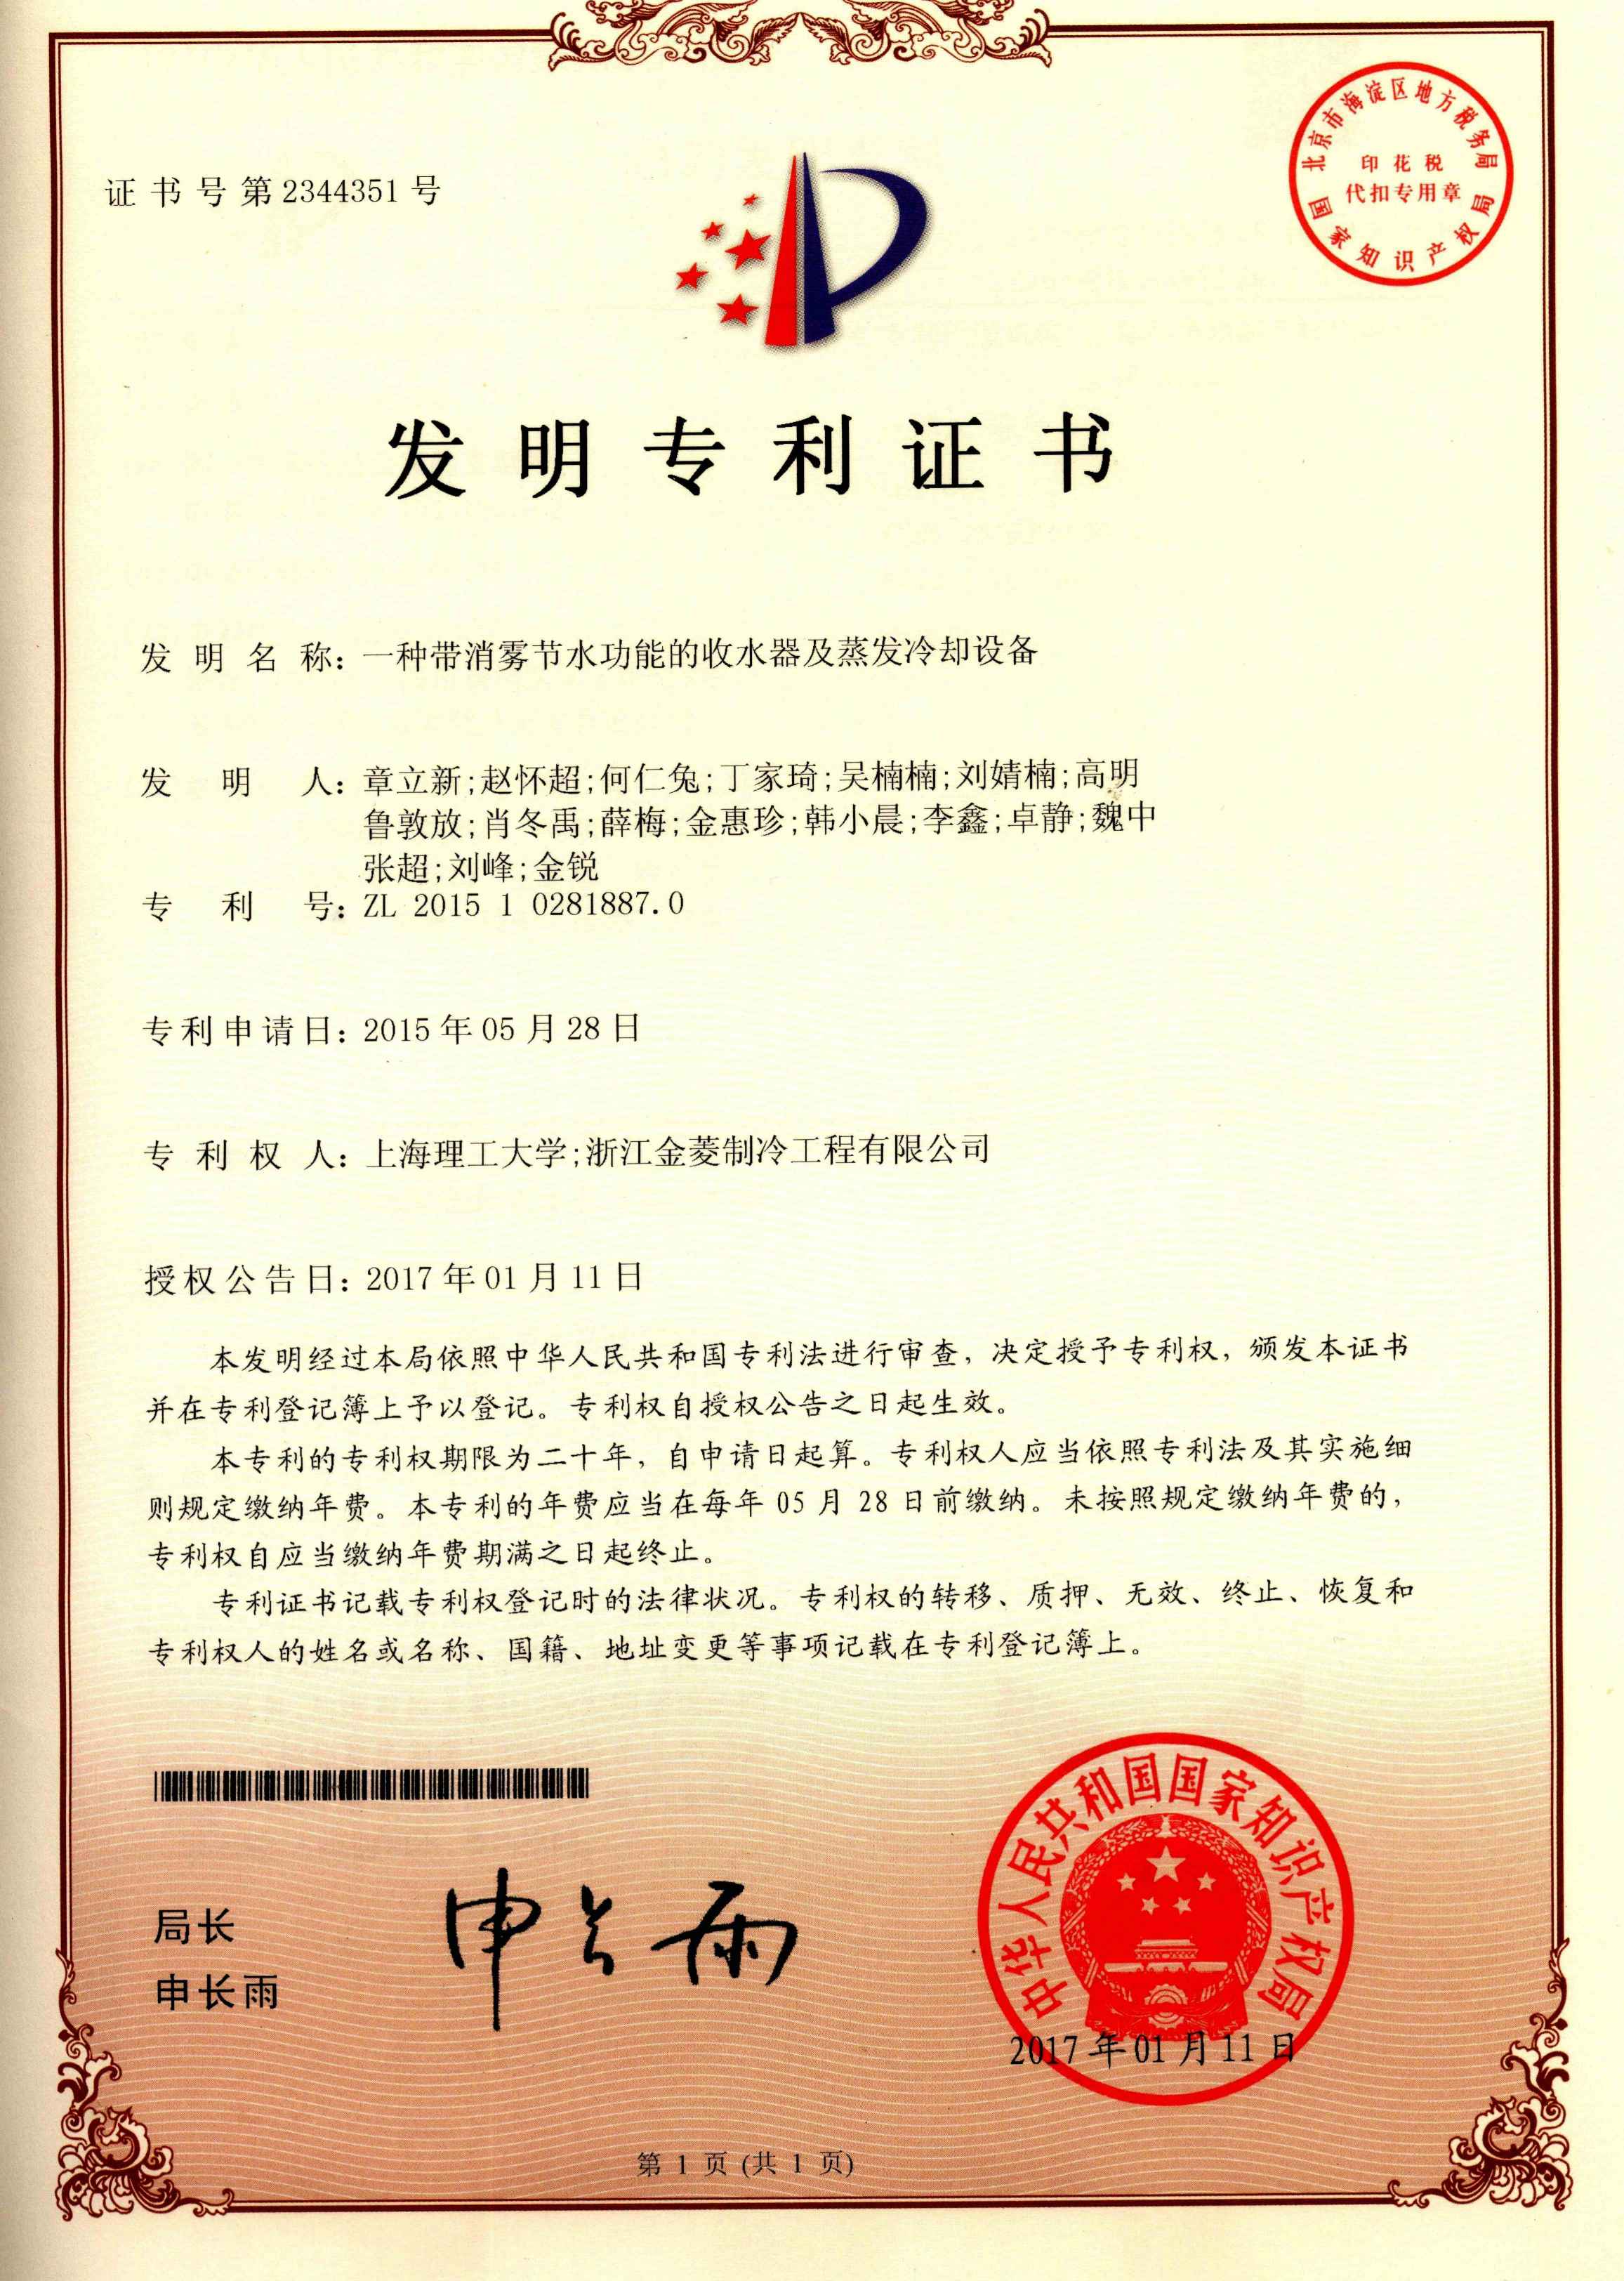 证书号第2344351号
北京市海淀区地方税务局
印花税
代扣专用章
国家知识产权局
发明专利证书
发明名称：一种带消雾节水功能的收水器及蒸发冷却设备
发明人：章立新;赵怀超;何仁兔;丁家琦;吴楠楠;刘婧楠;高明
鲁敦放;肖冬禹;薛梅;金惠珍;韩小晨;李鑫;卓静;魏中
张超;刘峰;金锐
专利号：ZL 2015 1 0281887.0
专利申请日：2015年05月28日
专利权人：上海理工大学;浙江金菱制冷工程有限公司
授权公告日：2017年01月11日
本发明经过本局依照中华人民共和国专利法进行审查，决定授予专利权，颁发本证书
并在专利登记簿上予以登记。专利权自授权公告之日起生效。
本专利的专利权期限为二十年，自申请日起算。专利权人应当依照专利法及其实施细
则规定缴纳年费。本专利的年费应当在每年05月28日前缴纳。未按照规定缴纳年费的，
专利权自应当缴纳年费期满之日起终止。
专利证书记载专利权登记时的法律状况。专利权的转移、质押、无效、终止、恢复和
专利权人的姓名或名称、国籍、地址变更等事项记载在专利登记簿上。
局长
申长雨
申长雨
中华人民共和国国家知识产权局
2017年01月11日
第 1 页 (共 1 页)